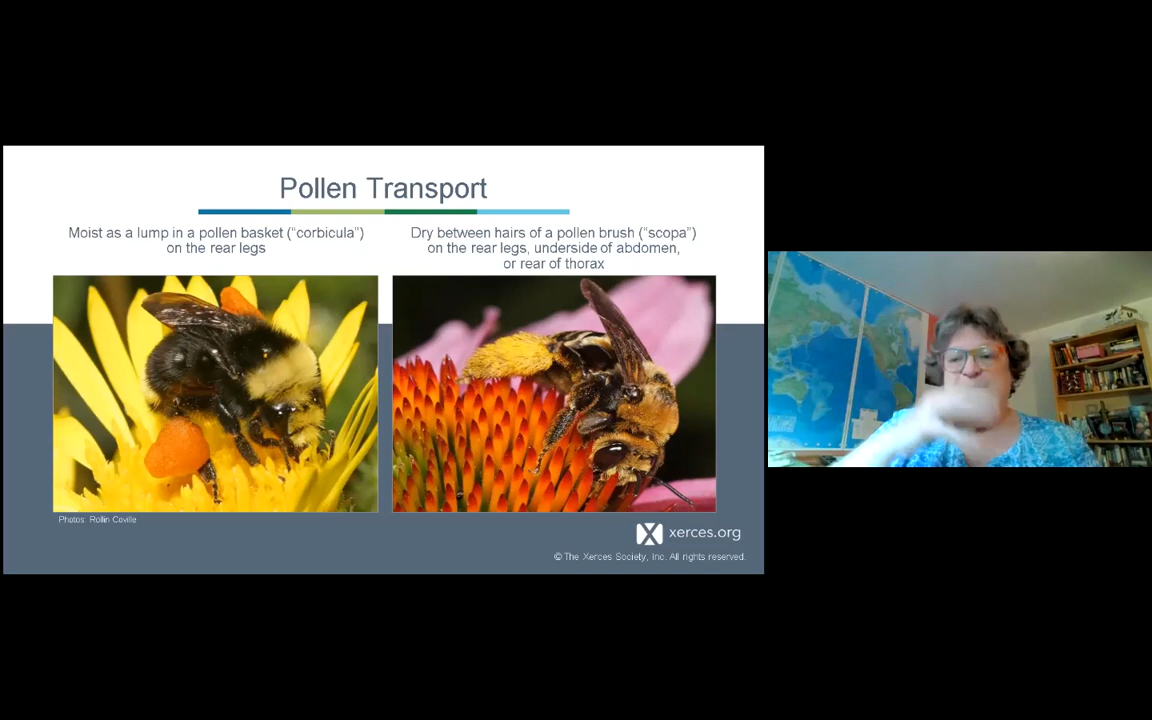 Pollen Transport
Moist as a lump in a pollen basket (“corbicula”)
on the rear legs
Dry between hairs of a pollen brush (“scopa”)
on the rear legs, underside of abdomen,
or rear of thorax
Photos: Rollin Coville
xerces.org
© The Xerces Society, Inc. All rights reserved.